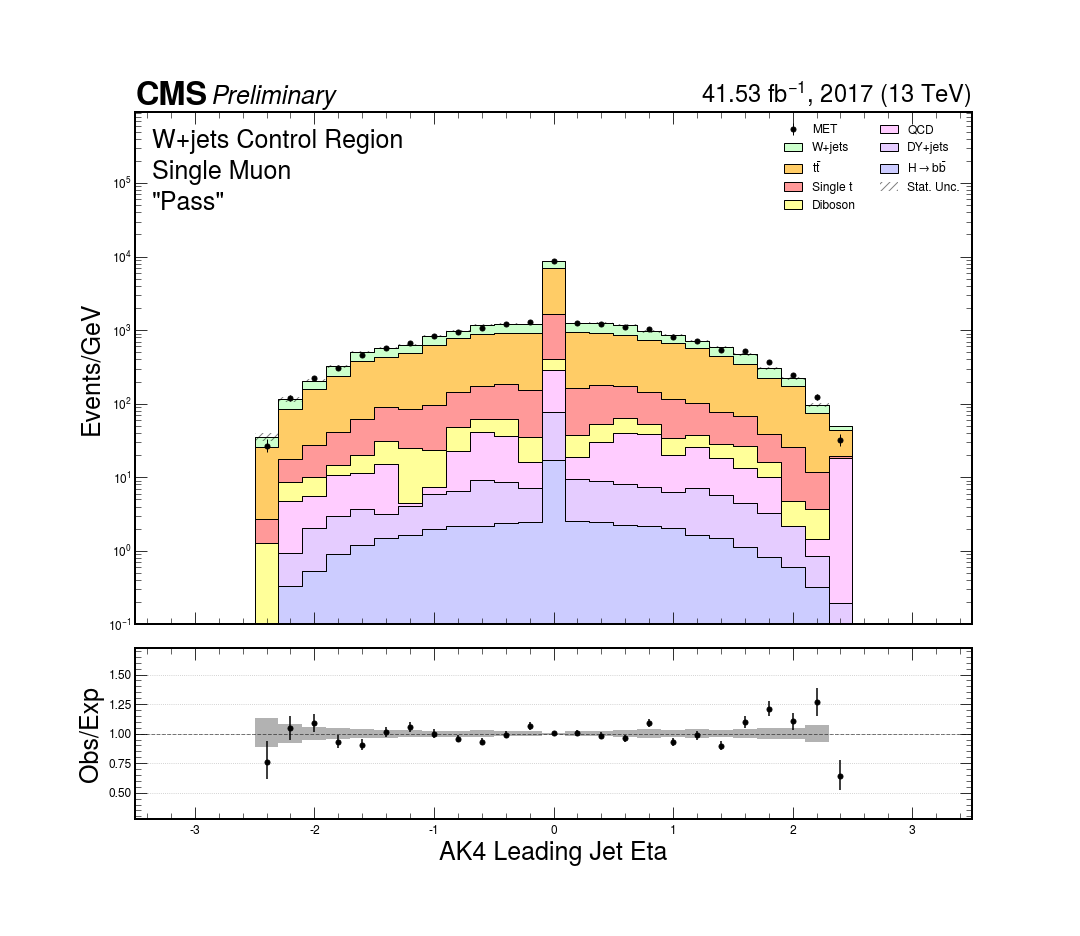 CMS Preliminary
41.53 fb⁻¹, 2017 (13 TeV)
W+jets Control Region
Single Muon
"Pass"
MET
W+jets
tt̄
Single t
Diboson
QCD
DY+jets
H→bb̄
Stat. Unc.
Events/GeV
10⁵
10⁴
10³
10²
10¹
10⁰
10⁻¹
Obs/Exp
1.50
1.25
1.00
0.75
0.50
-3 -2 -1 0 1 2 3
AK4 Leading Jet Eta